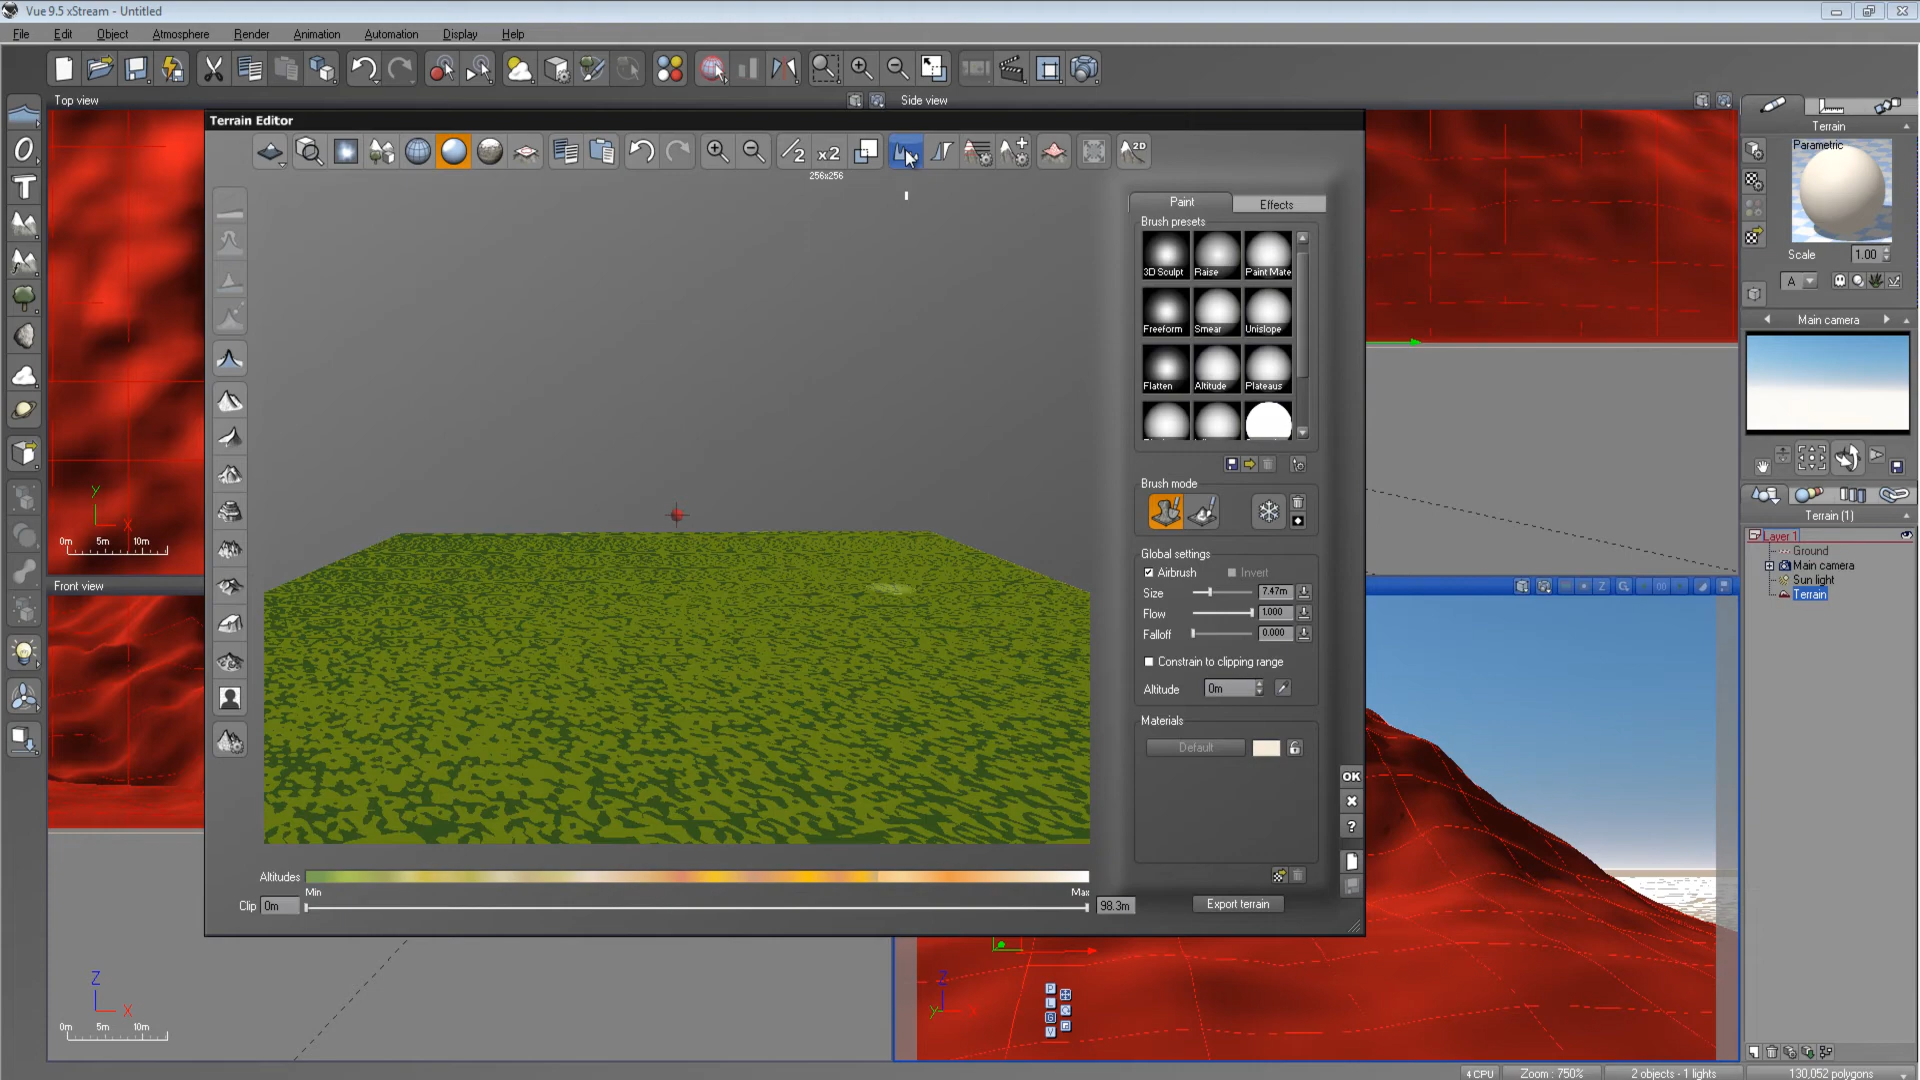 Vue 9.5 xStream - Untitled
File Edit Object Atmosphere Render Animation Automation Display Help
Top view
Side view
Terrain Editor
256x256
Paint
Effects
Brush presets
3D Sculpt Raise Paint Mate
Freeform Smear Unislope
Flatten Altitude Plateaus
Brush mode
Global settings
Airbrush Invert
Size 7.47m
Flow 1.000
Falloff 0.000
Constrain to clipping range
Altitude 0m
Materials
Default
OK
?
Altitudes
Min Max
Clip 0m 98.3m
Export terrain
Terrain
Parametric
Scale 1.00
A
Main camera
Terrain (1)
Layer 1
Ground
Main camera
Sun light
Terrain
Y
X
0m 5m 10m
Front view
Z
X
0m 5m 10m
Z
Y
X
P
L
G
V
x2
2D
4 CPU Zoom : 750% 2 objects - 1 lights 130,052 polygons